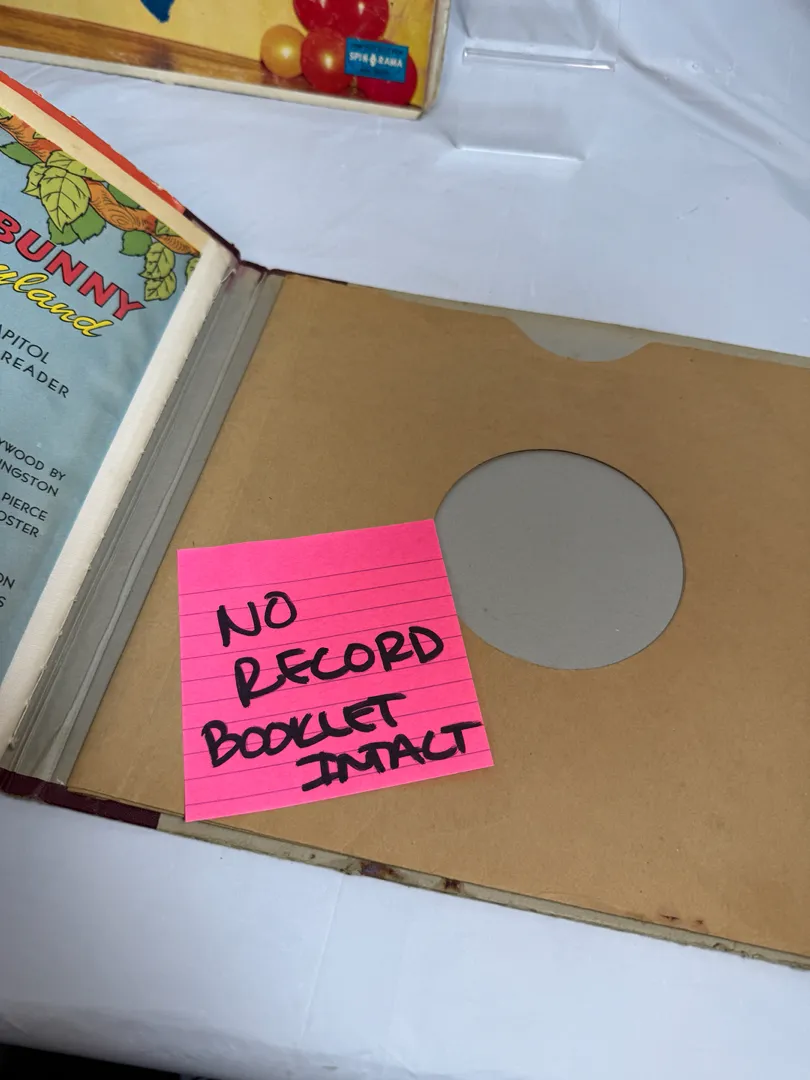 SPIN-O-RAMA
BUNNY
yland
APITOL
READER
YWOOD BY
INGSTON
PIERCE
OSTER
ON
S
NO
RECORD
BOOKLET
INTACT